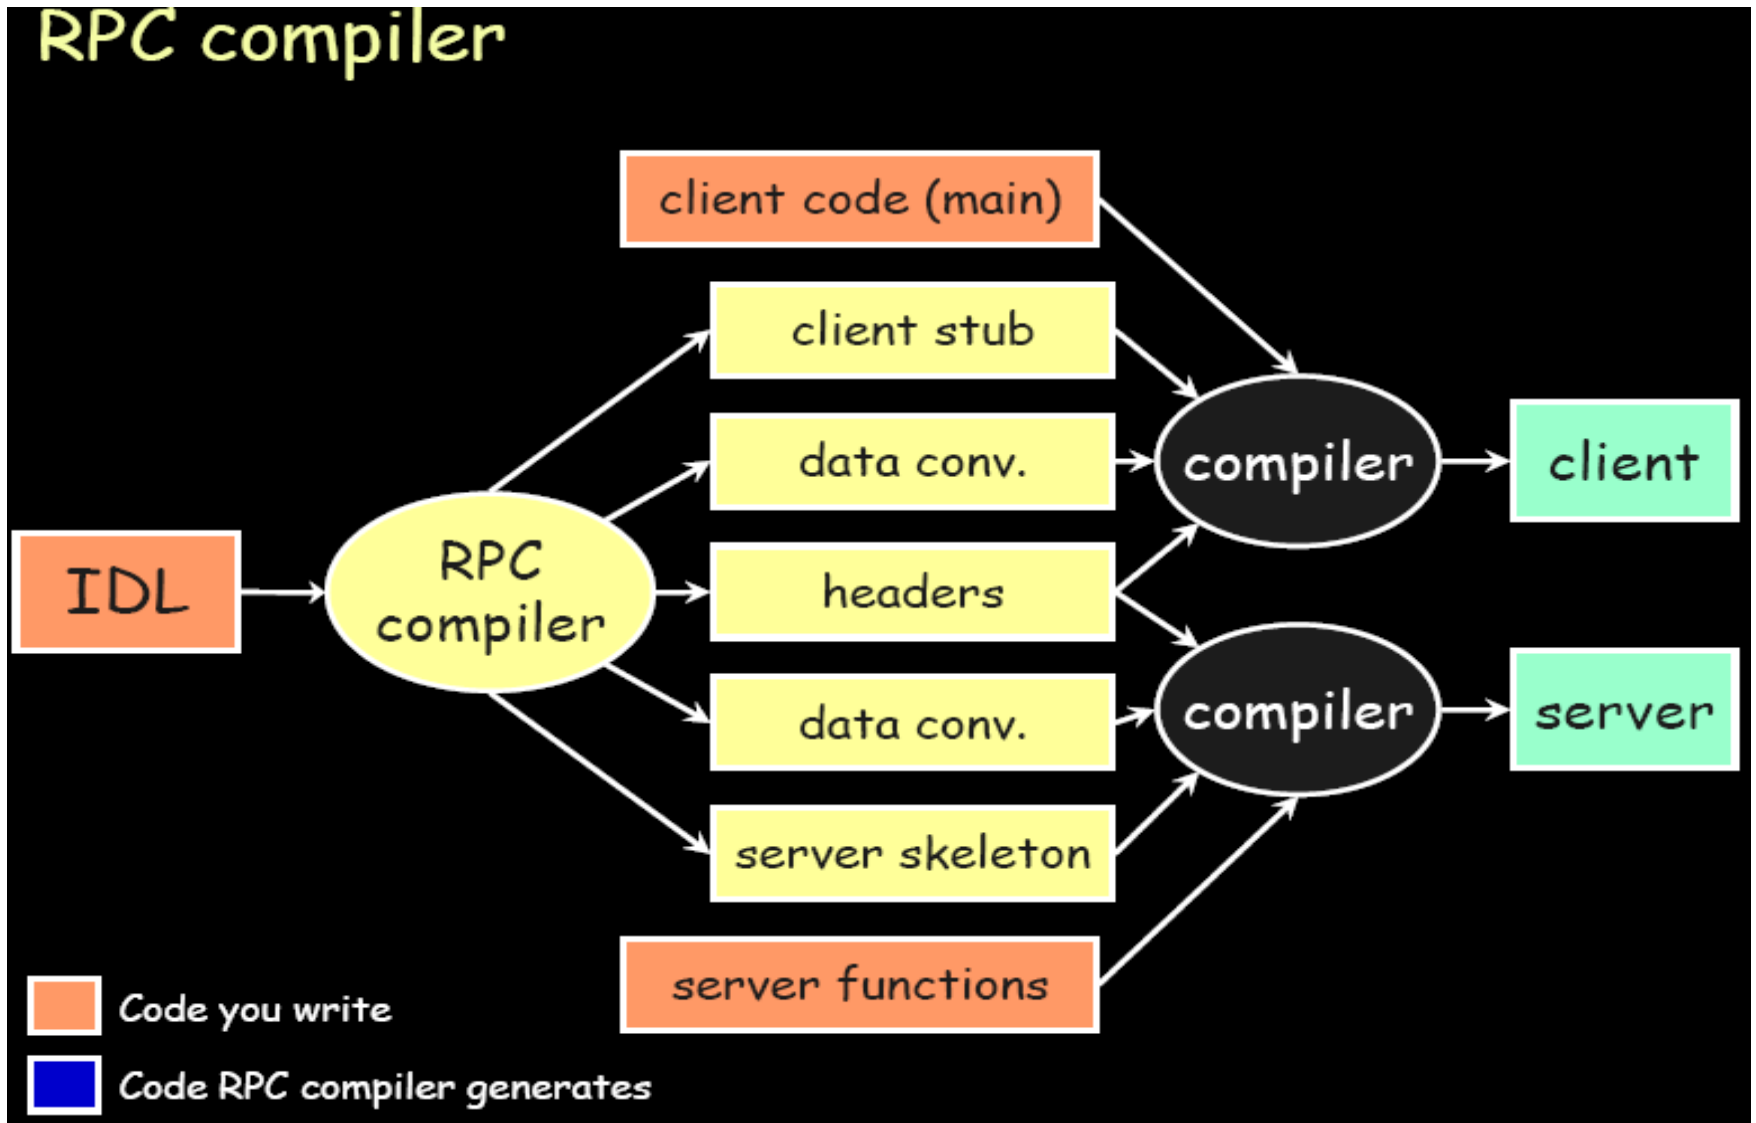 RPC compiler
client code (main)
client stub
data conv.
compiler
client
IDL
RPC
compiler
headers
data conv.
compiler
server
server skeleton
server functions
Code you write
Code RPC compiler generates